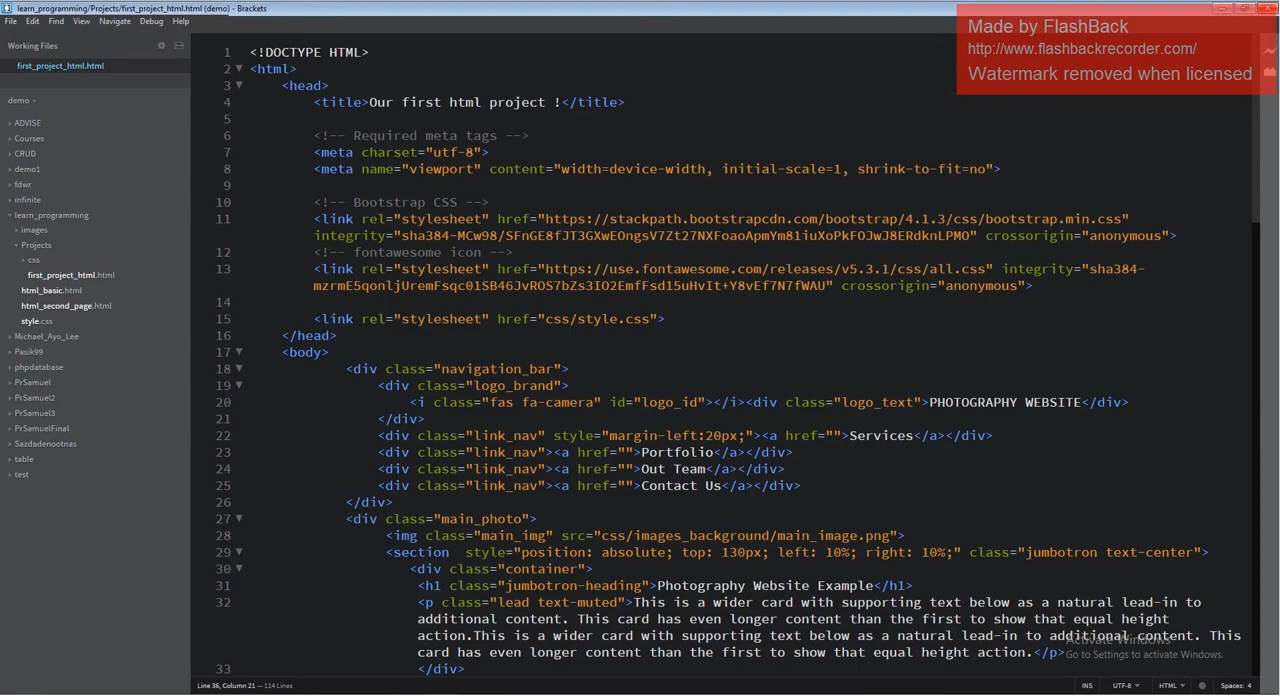 learn_programming/Projects/first_project_html.html (demo) - Brackets
File Edit Find View Navigate Debug Help
Made by FlashBack
http://www.flashbackrecorder.com/
Watermark removed when licensed
Working Files
first_project_html.html
demo
ADVISE
Courses
CRUD
demo1
fdwr
infinite
learn_programming
images
Projects
css
first_project_html.html
html_basic.html
html_second_page.html
style.css
Michael_Ayo_Lee
Pasik99
phpdatabase
PrSamuel
PrSamuel2
PrSamuel3
PrSamuelFinal
Sazdadenootnas
table
test
1 <!DOCTYPE HTML>
2 <html>
3 <head>
4 <title>Our first html project !</title>
5
6 <!-- Required meta tags -->
7 <meta charset="utf-8">
8 <meta name="viewport" content="width=device-width, initial-scale=1, shrink-to-fit=no">
9
10 <!-- Bootstrap CSS -->
11 <link rel="stylesheet" href="https://stackpath.bootstrapcdn.com/bootstrap/4.1.3/css/bootstrap.min.css"
integrity="sha384-MCw98/SFnGE8fJT3GXwEOngsV7Zt27NXFoaoApmYm81iuXoPkFOJwJ8ERdknLPMO" crossorigin="anonymous">
12 <!-- fontawesome icon -->
13 <link rel="stylesheet" href="https://use.fontawesome.com/releases/v5.3.1/css/all.css" integrity="sha384-
mzrmE5qonljUremFsqc01SB46JvROS7bZs3IO2EmfFsd15uHvIt+Y8vEf7N7fWAU" crossorigin="anonymous">
14
15 <link rel="stylesheet" href="css/style.css">
16 </head>
17 <body>
18 <div class="navigation_bar">
19 <div class="logo_brand">
20 <i class="fas fa-camera" id="logo_id"></i><div class="logo_text">PHOTOGRAPHY WEBSITE</div>
21 </div>
22 <div class="link_nav" style="margin-left:20px;"><a href="">Services</a></div>
23 <div class="link_nav"><a href="">Portfolio</a></div>
24 <div class="link_nav"><a href="">Out Team</a></div>
25 <div class="link_nav"><a href="">Contact Us</a></div>
26 </div>
27 <div class="main_photo">
28 <img class="main_img" src="css/images_background/main_image.png">
29 <section style="position: absolute; top: 130px; left: 10%; right: 10%;" class="jumbotron text-center">
30 <div class="container">
31 <h1 class="jumbotron-heading">Photography Website Example</h1>
32 <p class="lead text-muted">This is a wider card with supporting text below as a natural lead-in to
additional content. This card has even longer content than the first to show that equal height
action.This is a wider card with supporting text below as a natural lead-in to additional content. This
card has even longer content than the first to show that equal height action.</p>
33 </div>
Activate Windows
Go to Settings to activate Windows.
Line 36, Column 21 — 114 Lines
INS UTF-8 HTML Spaces: 4